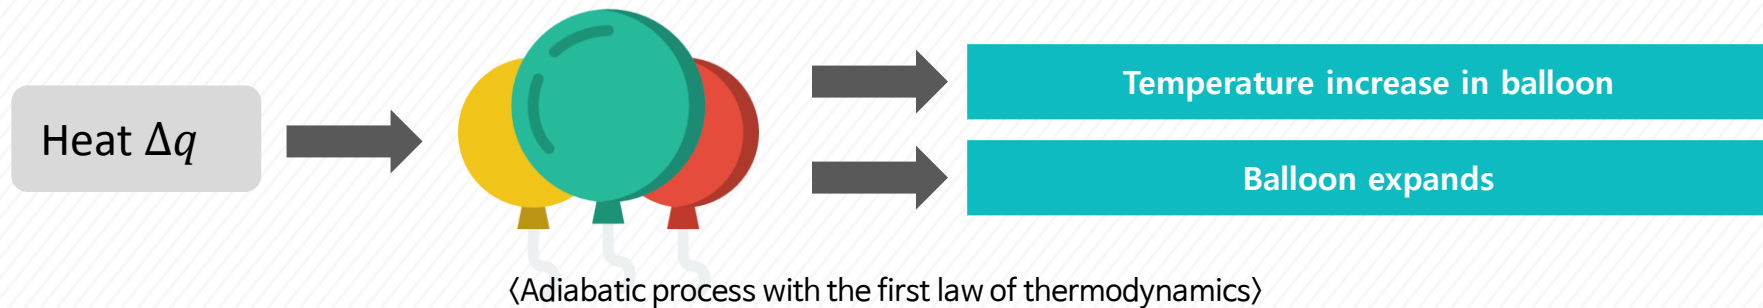 Heat Δq
Temperature increase in balloon
Balloon expands
〈Adiabatic process with the first law of thermodynamics〉